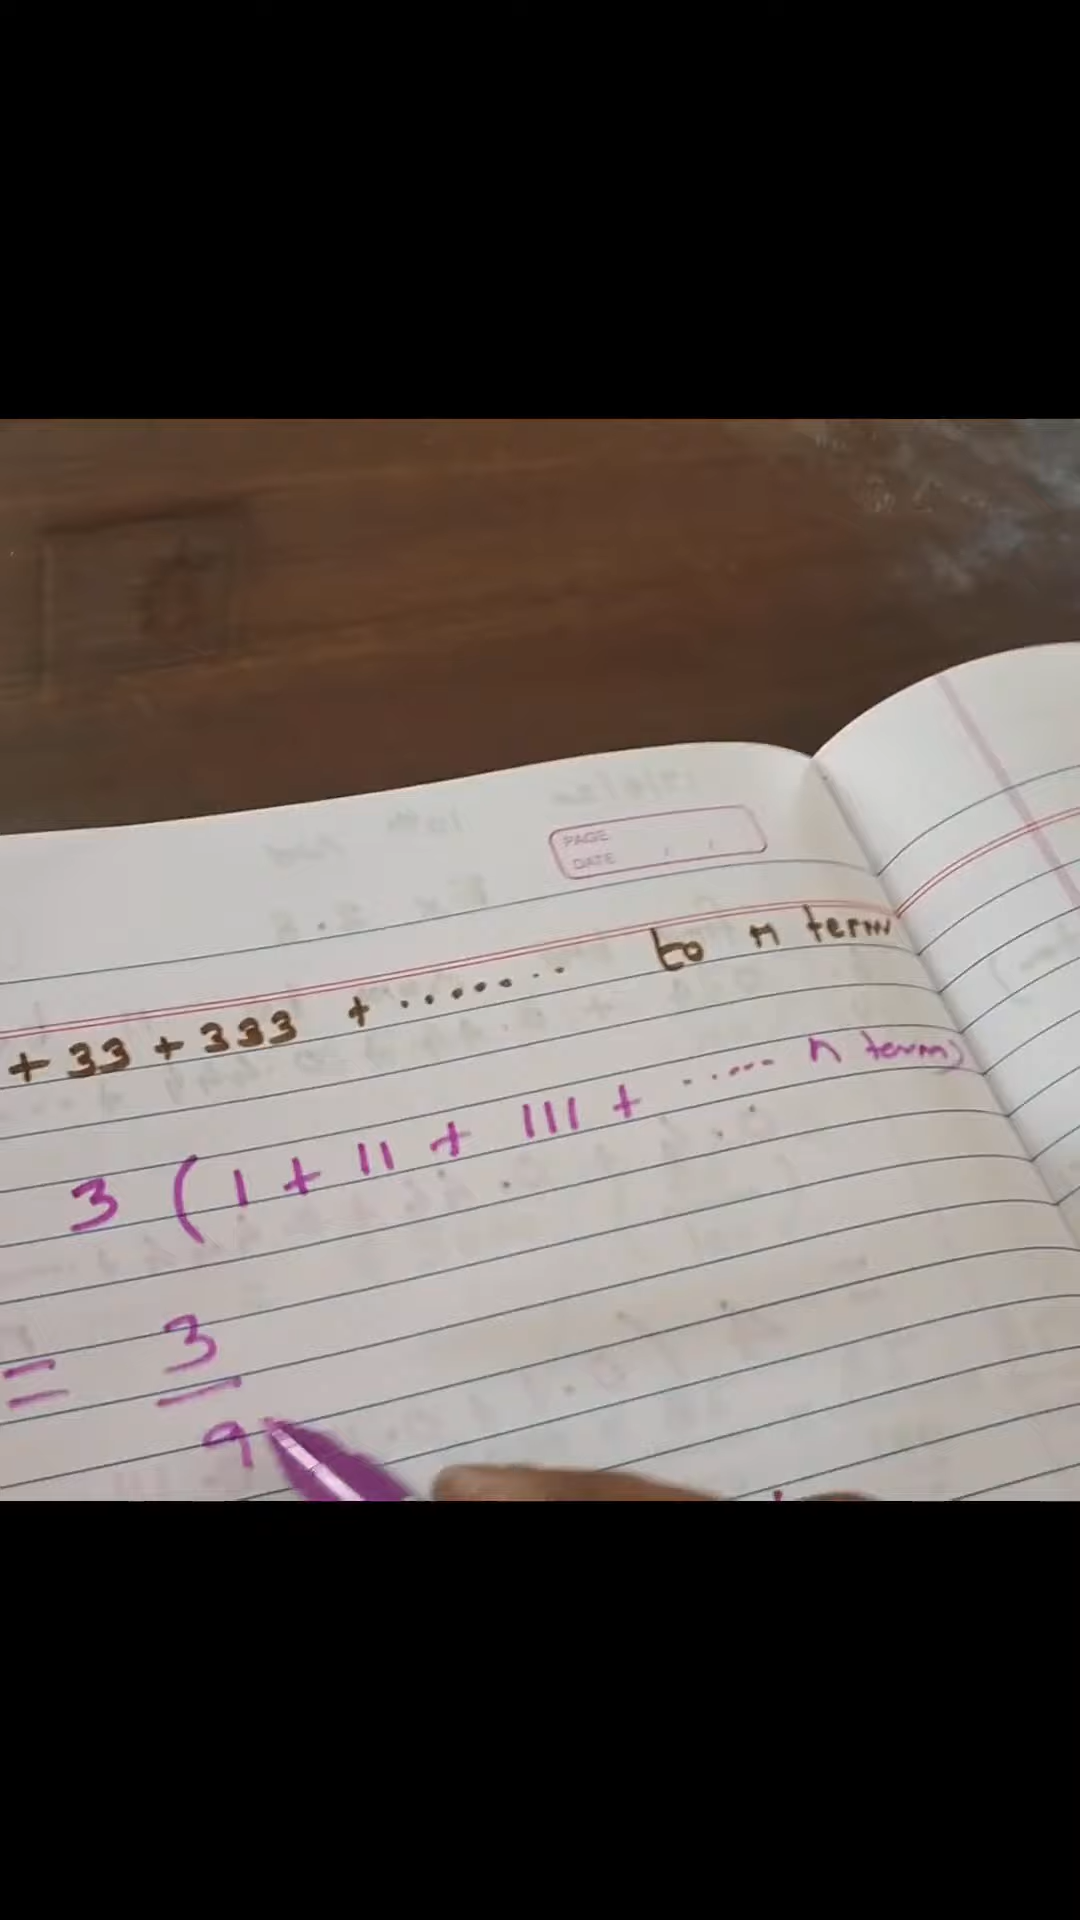 PAGE
DATE
+ 33 + 333 + ........ to n term
3 ( 1 + 11 + 111 + ...... n term)
= 3
9